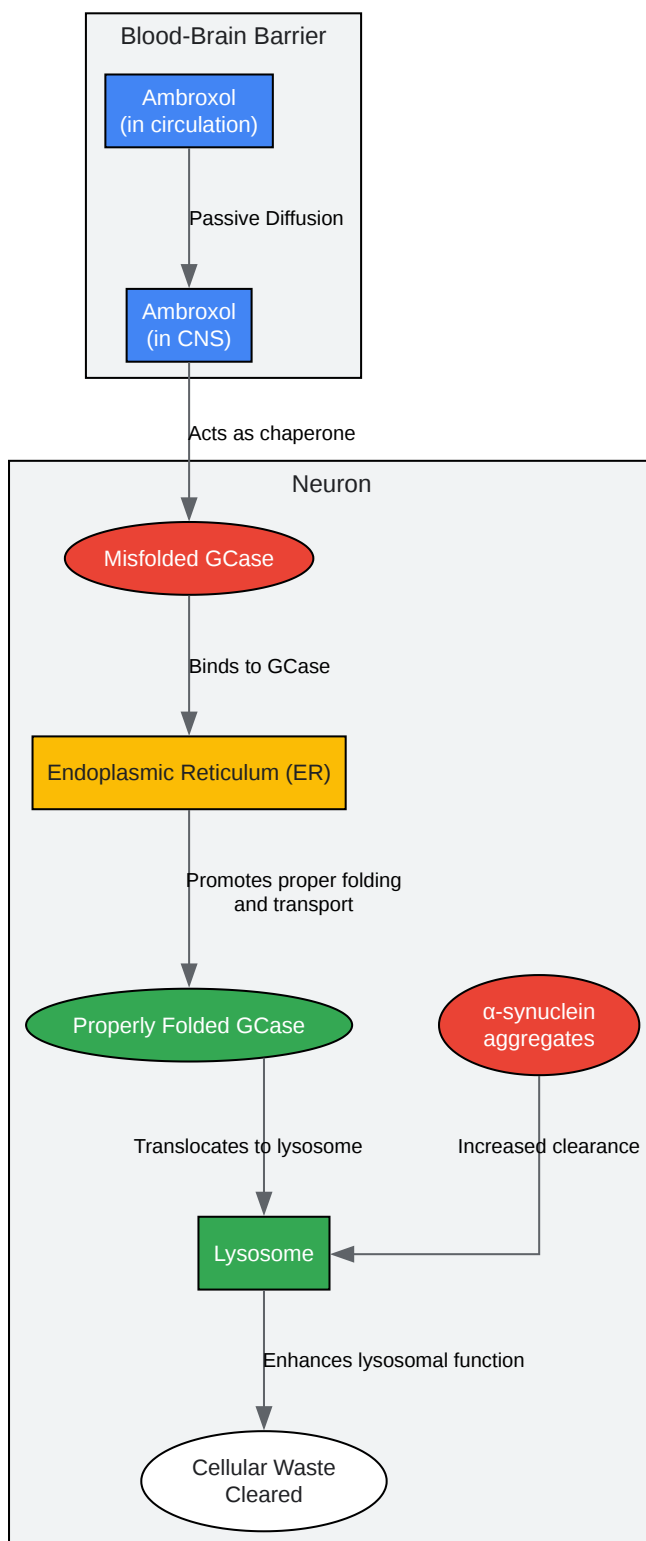 Blood-Brain Barrier
Ambroxol
(in circulation)
Passive Diffusion
Ambroxol
(in CNS)
Acts as chaperone
Neuron
Misfolded GCase
Binds to GCase
Endoplasmic Reticulum (ER)
Promotes proper folding
and transport
Properly Folded GCase
α-synuclein
aggregates
Translocates to lysosome
Increased clearance
Lysosome
Enhances lysosomal function
Cellular Waste
Cleared